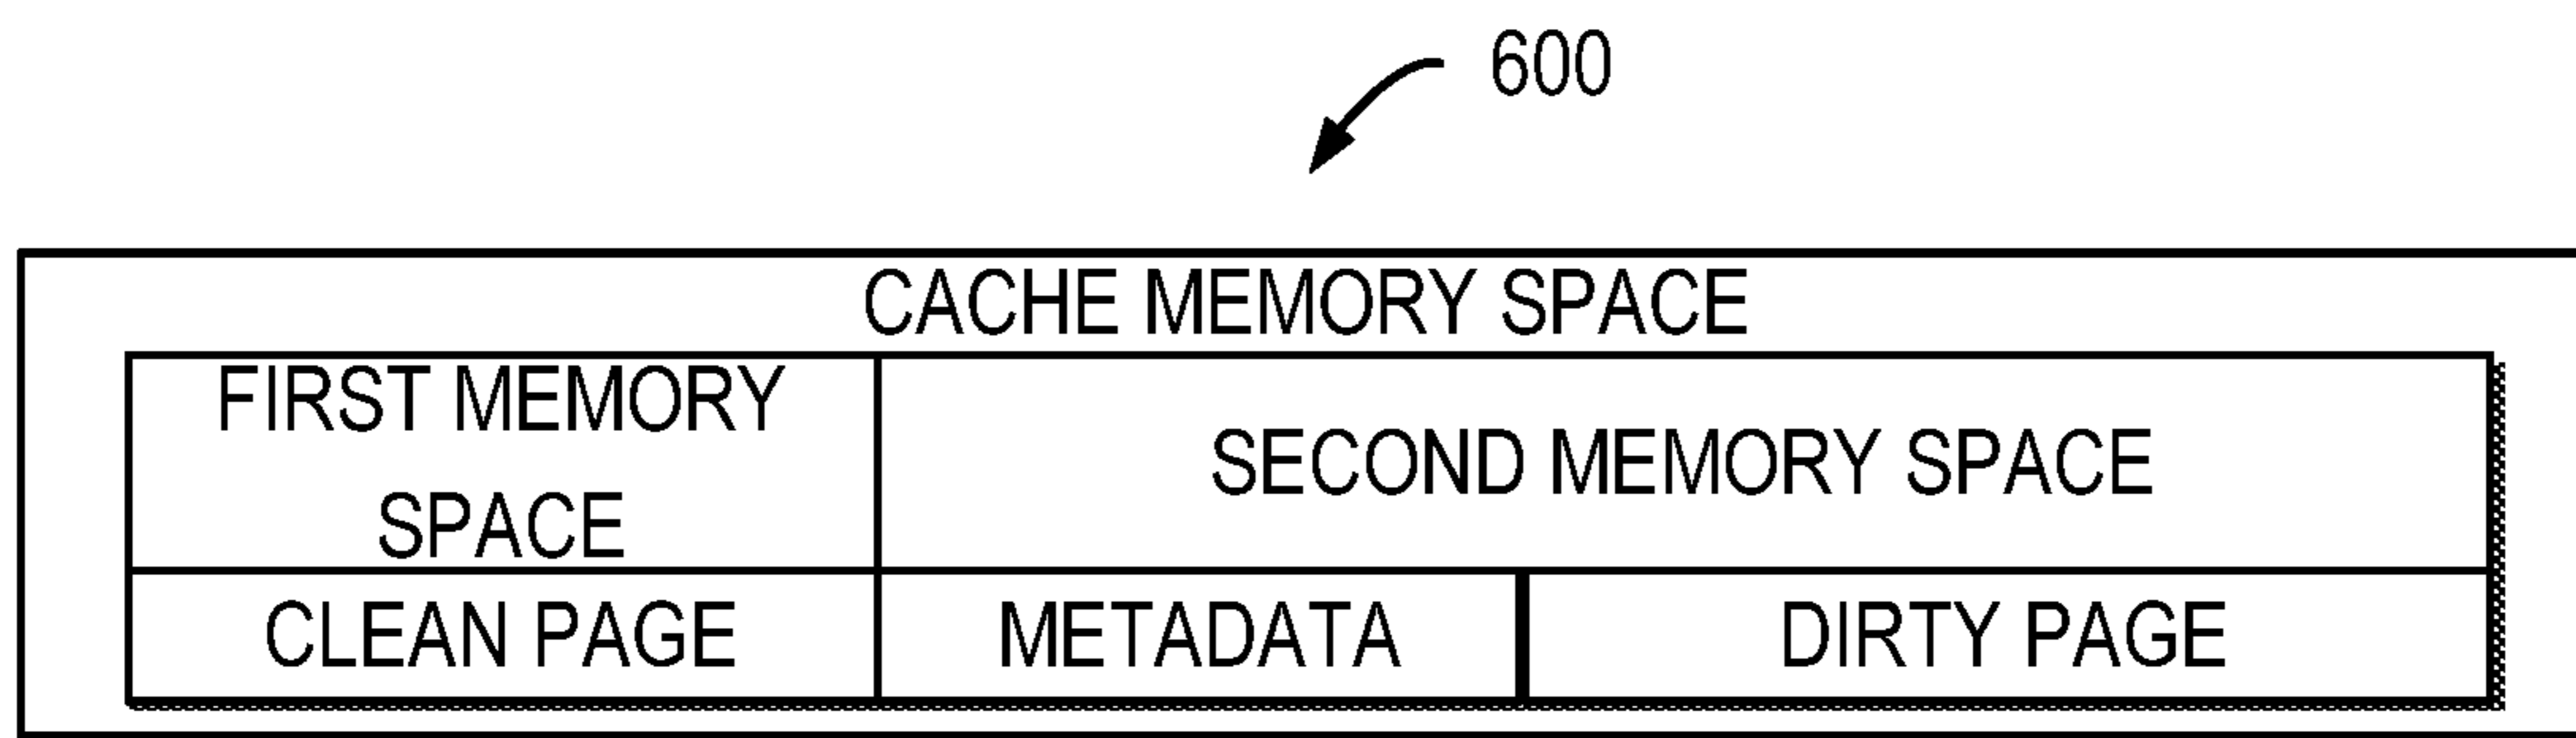 600
CACHE MEMORY SPACE
FIRST MEMORY
SPACE
SECOND MEMORY SPACE
CLEAN PAGE
METADATA
DIRTY PAGE